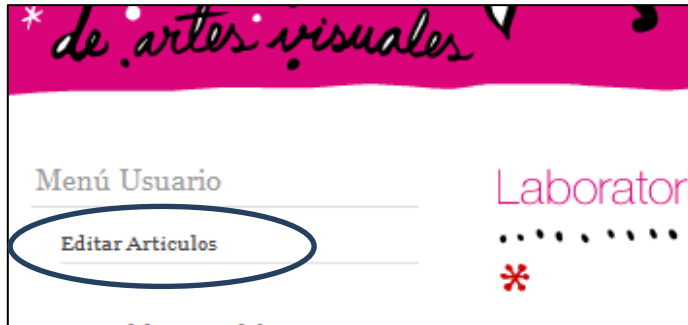 * de artes visuales
Menú Usuario
Laborator
Editar Articulos
*